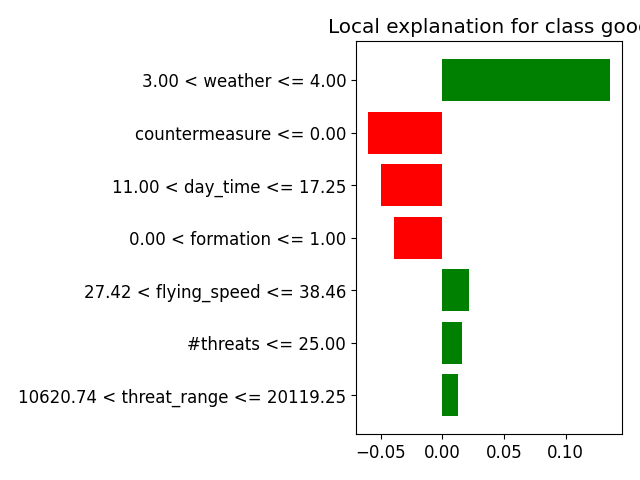 Local explanation for class goo
3.00 < weather <= 4.00
countermeasure <= 0.00
11.00 < day_time <= 17.25
0.00 < formation <= 1.00
27.42 < flying_speed <= 38.46
#threats <= 25.00
10620.74 < threat_range <= 20119.25
−0.05 0.00 0.05 0.10